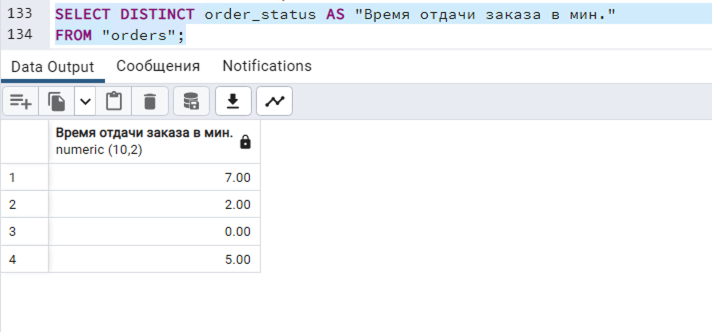 133 SELECT DISTINCT order_status AS "Время отдачи заказа в мин."
134 FROM "orders";
Data Output Сообщения Notifications
Время отдачи заказа в мин.
numeric (10,2)
1 7.00
2 2.00
3 0.00
4 5.00